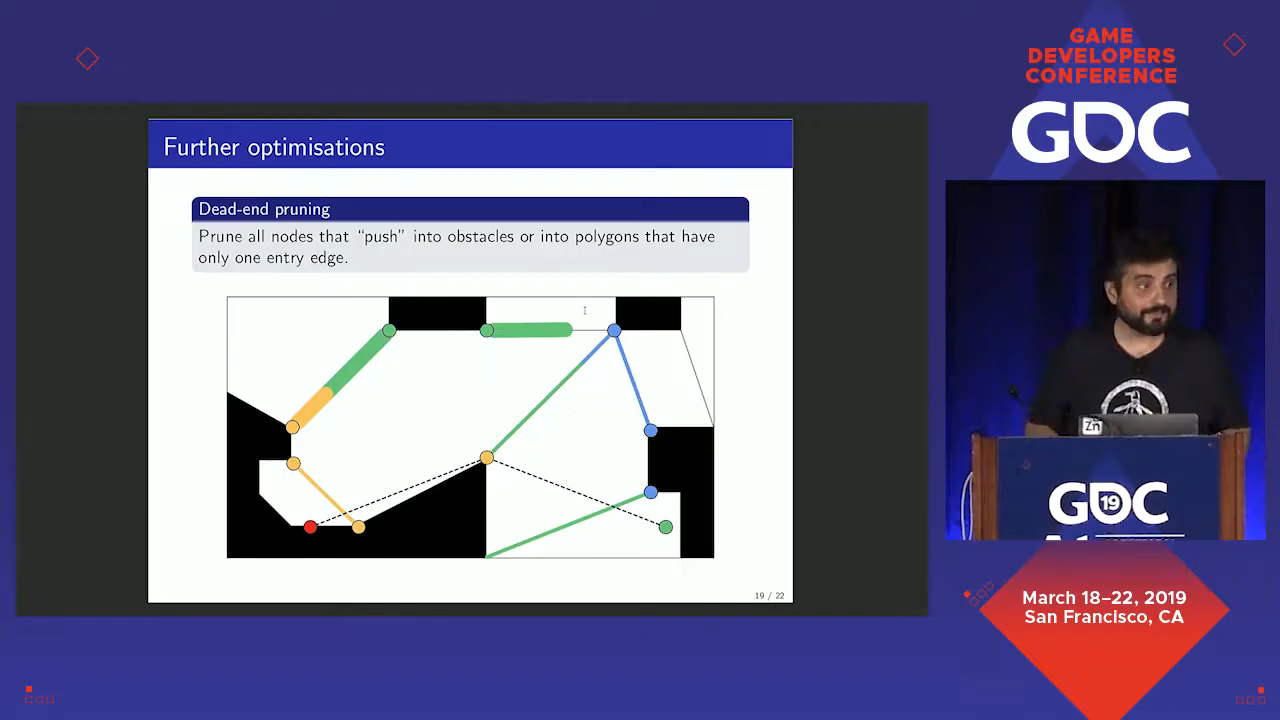 GAME
DEVELOPERS
CONFERENCE
GDC
Further optimisations
Dead-end pruning
Prune all nodes that “push” into obstacles or into polygons that have
only one entry edge.
19 / 22
Zn
GDC
19
March 18–22, 2019
San Francisco, CA